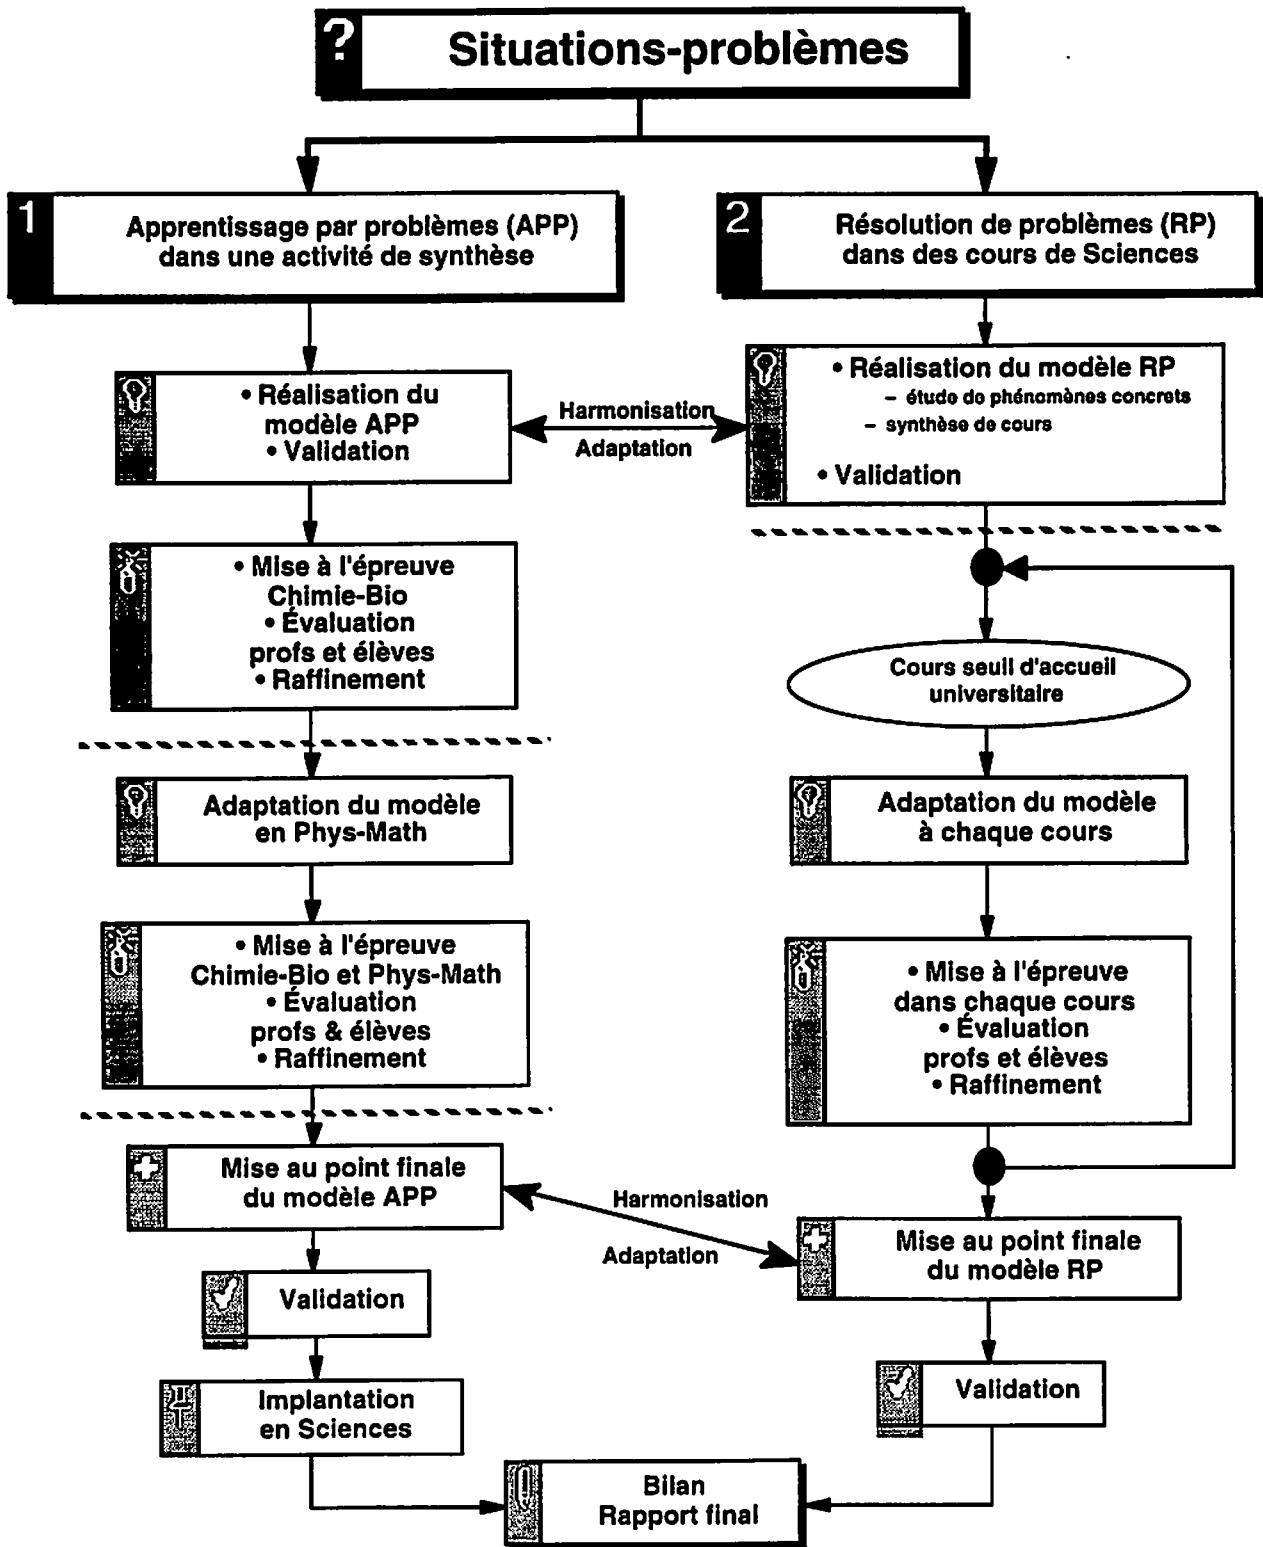 ?
Situations-problèmes
1
Apprentissage par problèmes (APP)
dans une activité de synthèse
• Réalisation du
modèle APP
• Validation
• Mise à l'épreuve
Chimie-Bio
• Évaluation
profs et élèves
• Raffinement
Adaptation du modèle
en Phys-Math
• Mise à l'épreuve
Chimie-Bio et Phys-Math
• Évaluation
profs & élèves
• Raffinement
Mise au point finale
du modèle APP
Validation
Implantation
en Sciences
Harmonisation
Adaptation
Harmonisation
Adaptation
2
Résolution de problèmes (RP)
dans des cours de Sciences
• Réalisation du modèle RP
– étude de phénomènes concrets
– synthèse de cours
• Validation
Cours seuil d'accueil
universitaire
Adaptation du modèle
à chaque cours
• Mise à l'épreuve
dans chaque cours
• Évaluation
profs et élèves
• Raffinement
Mise au point finale
du modèle RP
Validation
Bilan
Rapport final